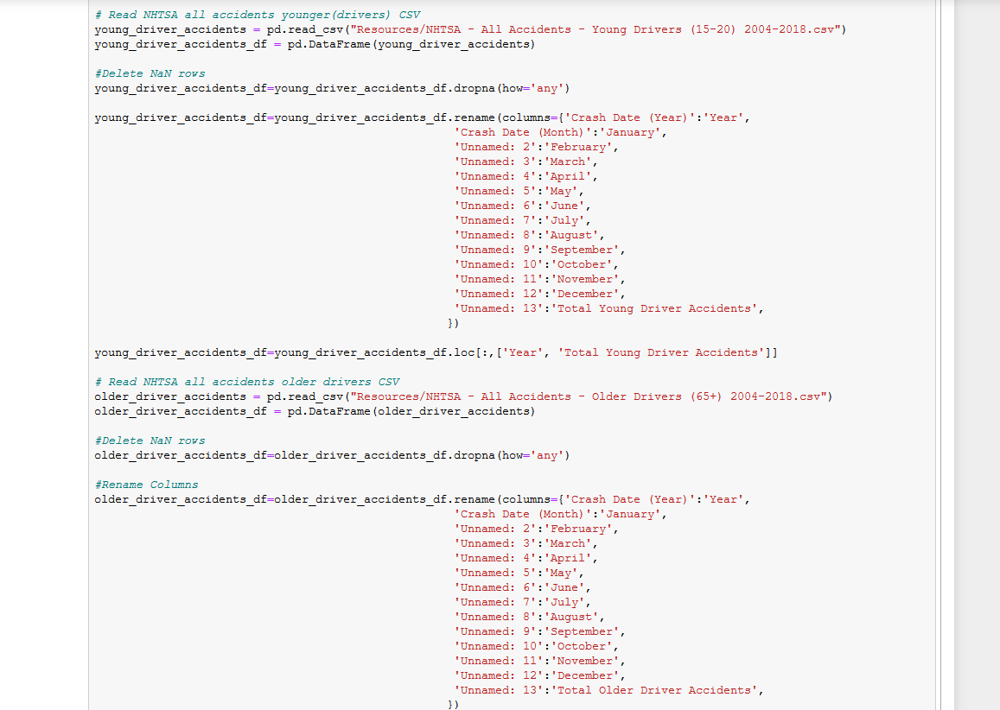 # Read NHTSA all accidents younger(drivers) CSV
young_driver_accidents = pd.read_csv("Resources/NHTSA - All Accidents - Young Drivers (15-20) 2004-2018.csv")
young_driver_accidents_df = pd.DataFrame(young_driver_accidents)
#Delete NaN rows
young_driver_accidents_df=young_driver_accidents_df.dropna(how='any')
young_driver_accidents_df=young_driver_accidents_df.rename(columns={'Crash Date (Year)':'Year',
'Crash Date (Month)':'January',
'Unnamed: 2':'February',
'Unnamed: 3':'March',
'Unnamed: 4':'April',
'Unnamed: 5':'May',
'Unnamed: 6':'June',
'Unnamed: 7':'July',
'Unnamed: 8':'August',
'Unnamed: 9':'September',
'Unnamed: 10':'October',
'Unnamed: 11':'November',
'Unnamed: 12':'December',
'Unnamed: 13':'Total Young Driver Accidents',
})
young_driver_accidents_df=young_driver_accidents_df.loc[:,['Year', 'Total Young Driver Accidents']]
# Read NHTSA all accidents older drivers CSV
older_driver_accidents = pd.read_csv("Resources/NHTSA - All Accidents - Older Drivers (65+) 2004-2018.csv")
older_driver_accidents_df = pd.DataFrame(older_driver_accidents)
#Delete NaN rows
older_driver_accidents_df=older_driver_accidents_df.dropna(how='any')
#Rename Columns
older_driver_accidents_df=older_driver_accidents_df.rename(columns={'Crash Date (Year)':'Year',
'Crash Date (Month)':'January',
'Unnamed: 2':'February',
'Unnamed: 3':'March',
'Unnamed: 4':'April',
'Unnamed: 5':'May',
'Unnamed: 6':'June',
'Unnamed: 7':'July',
'Unnamed: 8':'August',
'Unnamed: 9':'September',
'Unnamed: 10':'October',
'Unnamed: 11':'November',
'Unnamed: 12':'December',
'Unnamed: 13':'Total Older Driver Accidents',
})